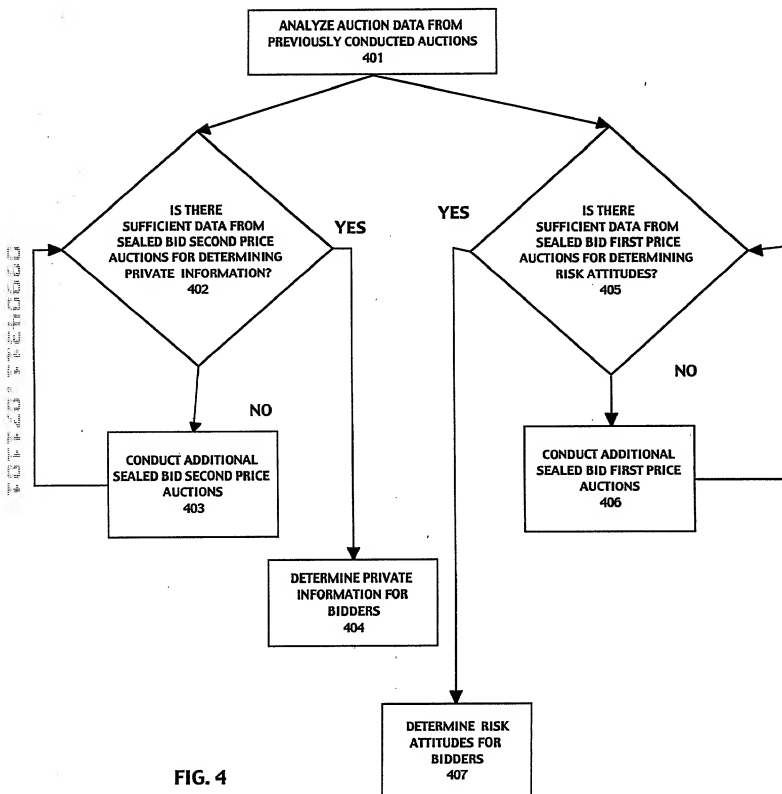 ANALYZE AUCTION DATA FROM
PREVIOUSLY CONDUCTED AUCTIONS
401
IS THERE
SUFFICIENT DATA FROM
SEALED BID SECOND PRICE
AUCTIONS FOR DETERMINING
PRIVATE INFORMATION?
402
YES
NO
CONDUCT ADDITIONAL
SEALED BID SECOND PRICE
AUCTIONS
403
DETERMINE PRIVATE
INFORMATION FOR
BIDDERS
404
YES
IS THERE
SUFFICIENT DATA FROM
SEALED BID FIRST PRICE
AUCTIONS FOR DETERMINING
RISK ATTITUDES?
405
NO
CONDUCT ADDITIONAL
SEALED BID FIRST PRICE
AUCTIONS
406
DETERMINE RISK
ATTITUDES FOR
BIDDERS
407
FIG. 4